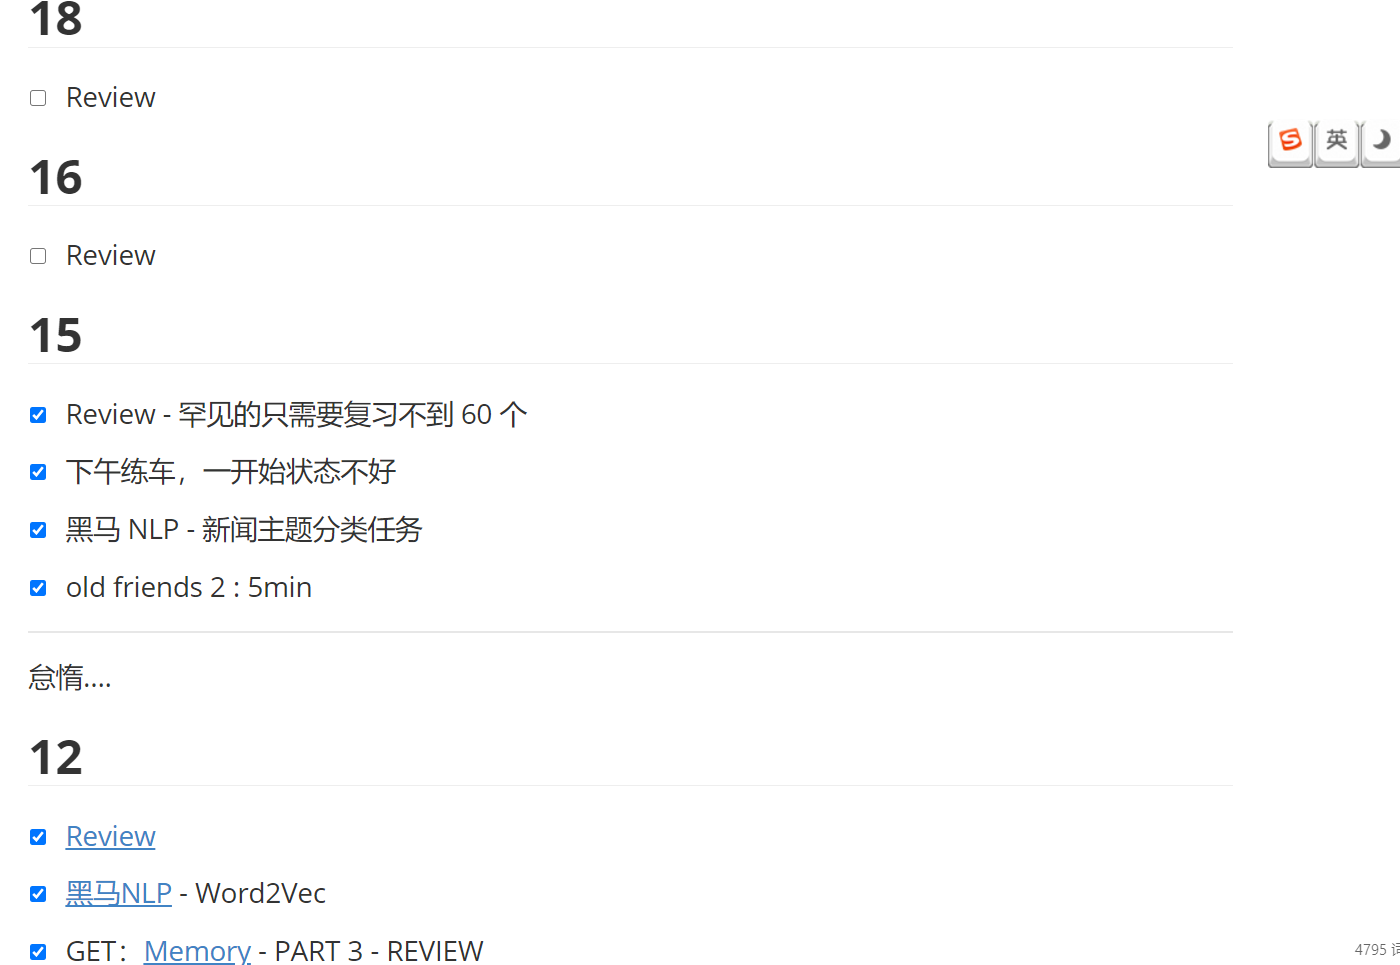 18
Review
英
16
Review
15
Review - 罕见的只需要复习不到 60 个
下午练车，一开始状态不好
黑马 NLP - 新闻主题分类任务
old friends 2 : 5min
怠惰....
12
Review
黑马NLP - Word2Vec
GET：Memory - PART 3 - REVIEW
4795 词